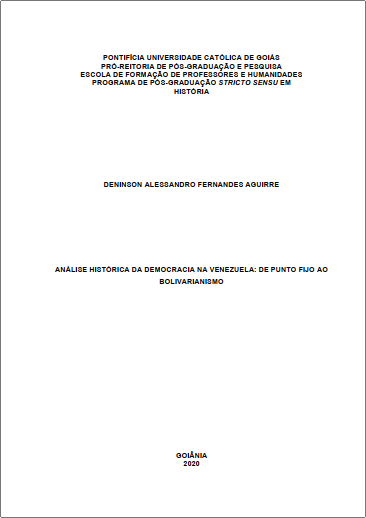 PONTIFÍCIA UNIVERSIDADE CATÓLICA DE GOIÁS
PRÓ-REITORIA DE PÓS-GRADUAÇÃO E PESQUISA
ESCOLA DE FORMAÇÃO DE PROFESSORES E HUMANIDADES
PROGRAMA DE PÓS-GRADUAÇÃO STRICTO SENSU EM
HISTÓRIA
DENINSON ALESSANDRO FERNANDES AGUIRRE
ANÁLISE HISTÓRICA DA DEMOCRACIA NA VENEZUELA: DE PUNTO FIJO AO
BOLIVARIANISMO
GOIÂNIA
2020